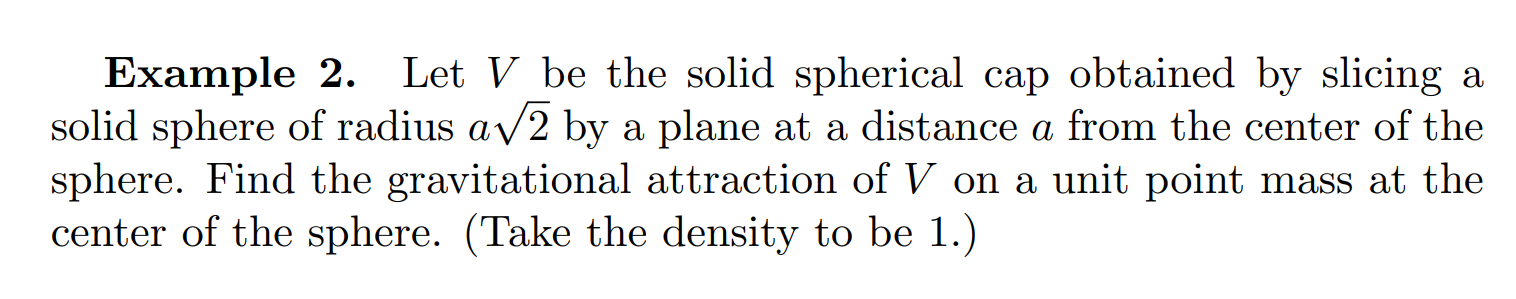 Example 2. Let V be the solid spherical cap obtained by slicing a
solid sphere of radius a√2 by a plane at a distance a from the center of the
sphere. Find the gravitational attraction of V on a unit point mass at the
center of the sphere. (Take the density to be 1.)